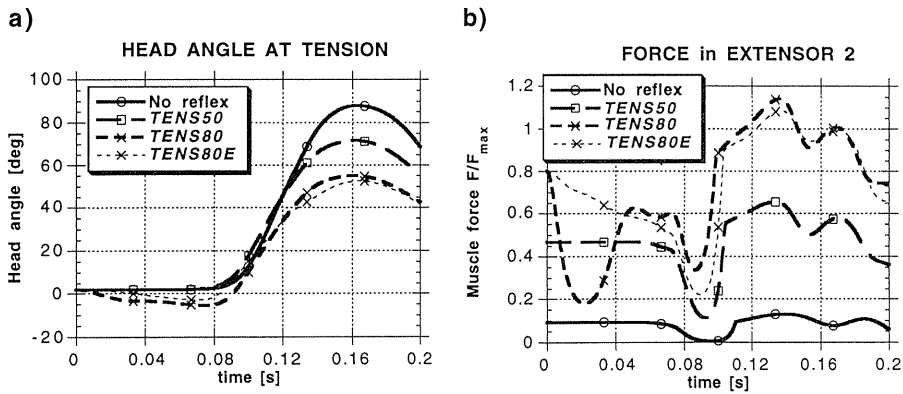 a)
HEAD ANGLE AT TENSION
Head angle [deg]
100
80
60
40
20
0
-20
No reflex
TENS50
TENS80
TENS80E
0 0.04 0.08 0.12 0.16 0.2
time [s]
b)
FORCE in EXTENSOR 2
Muscle force F/Fmax
1.2
1
0.8
0.6
0.4
0.2
0
No reflex
TENS50
TENS80
TENS80E
0 0.04 0.08 0.12 0.16 0.2
time [s]